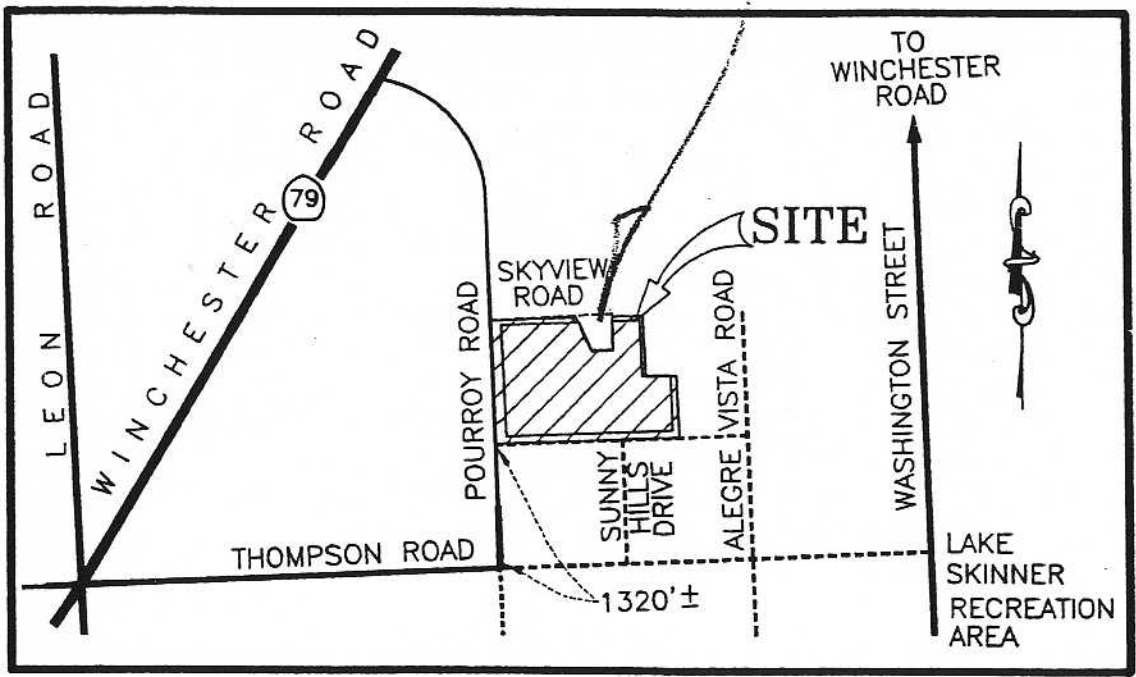 LEON ROAD
WINCHESTER ROAD
79
TO
WINCHESTER
ROAD
SITE
SKYVIEW
ROAD
POURROY ROAD
ALEGRE VISTA ROAD
WASHINGTON STREET
SUNNY
HILLS
DRIVE
THOMPSON ROAD
1320'±
LAKE
SKINNER
RECREATION
AREA